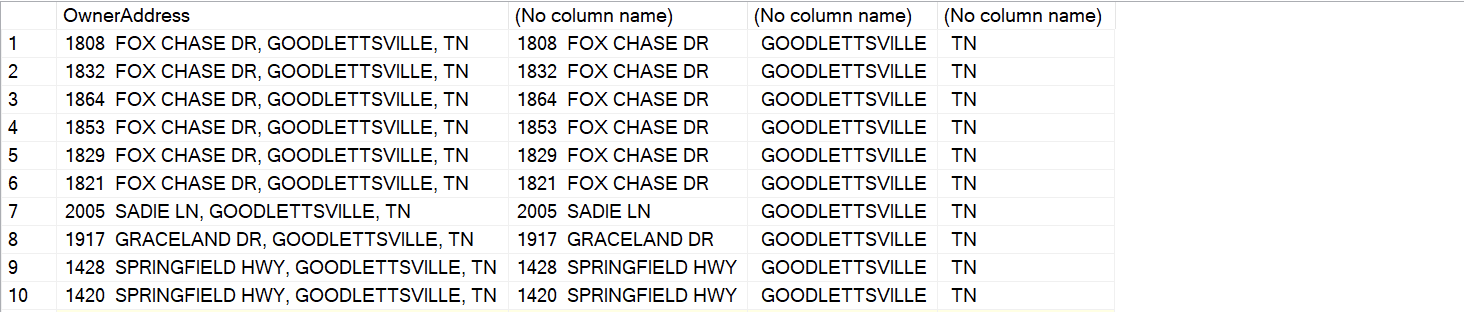 OwnerAddress (No column name) (No column name) (No column name)
1 1808  FOX CHASE DR, GOODLETTSVILLE, TN 1808  FOX CHASE DR GOODLETTSVILLE TN
2 1832  FOX CHASE DR, GOODLETTSVILLE, TN 1832  FOX CHASE DR GOODLETTSVILLE TN
3 1864  FOX CHASE DR, GOODLETTSVILLE, TN 1864  FOX CHASE DR GOODLETTSVILLE TN
4 1853  FOX CHASE DR, GOODLETTSVILLE, TN 1853  FOX CHASE DR GOODLETTSVILLE TN
5 1829  FOX CHASE DR, GOODLETTSVILLE, TN 1829  FOX CHASE DR GOODLETTSVILLE TN
6 1821  FOX CHASE DR, GOODLETTSVILLE, TN 1821  FOX CHASE DR GOODLETTSVILLE TN
7 2005  SADIE LN, GOODLETTSVILLE, TN 2005  SADIE LN GOODLETTSVILLE TN
8 1917  GRACELAND DR, GOODLETTSVILLE, TN 1917  GRACELAND DR GOODLETTSVILLE TN
9 1428  SPRINGFIELD HWY, GOODLETTSVILLE, TN 1428  SPRINGFIELD HWY GOODLETTSVILLE TN
10 1420  SPRINGFIELD HWY, GOODLETTSVILLE, TN 1420  SPRINGFIELD HWY GOODLETTSVILLE TN